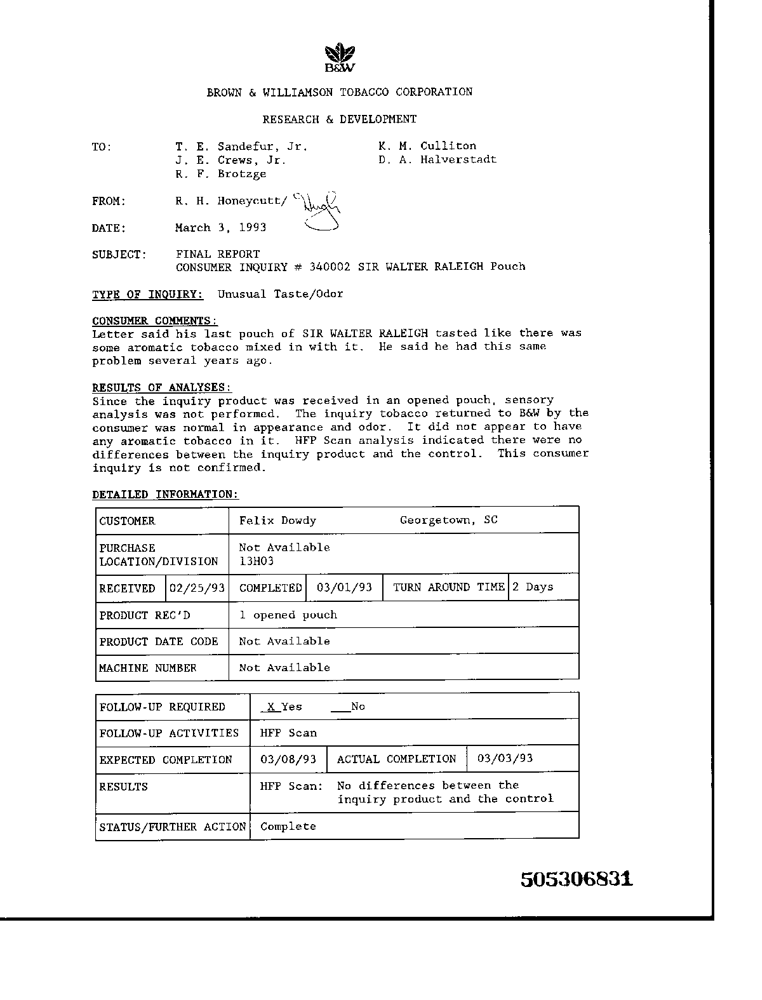 B&W
BROWN & WILLIAMSON TOBACCO CORPORATION
RESEARCH & DEVELOPMENT
TO: T. E. Sandefur, Jr. K. M. Culliton
J. E. Crews, Jr. D. A. Halverstadt
R. F. Brotzge
FROM: R. H. Honeycutt/ Hugh
DATE: March 3, 1993
SUBJECT: FINAL REPORT
CONSUMER INQUIRY # 340002 SIR WALTER RALEIGH Pouch
TYPE OF INQUIRY: Unusual Taste/Odor
CONSUMER COMMENTS:
Letter said his last pouch of SIR WALTER RALEIGH tasted like there was
some aromatic tobacco mixed in with it. He said he had this same
problem several years ago.
RESULTS OF ANALYSES:
Since the inquiry product was received in an opened pouch, sensory
analysis was not performed. The inquiry tobacco returned to B&W by the
consumer was normal in appearance and odor. It did not appear to have
any aromatic tobacco in it. HFP Scan analysis indicated there were no
differences between the inquiry product and the control. This consumer
inquiry is not confirmed.
DETAILED INFORMATION:
CUSTOMER Felix Dowdy Georgetown, SC
PURCHASE Not Available
LOCATION/DIVISION 13H03
RECEIVED 02/25/93 COMPLETED 03/01/93 TURN AROUND TIME 2 Days
PRODUCT REC'D 1 opened pouch
PRODUCT DATE CODE Not Available
MACHINE NUMBER Not Available
FOLLOW-UP REQUIRED X Yes ___No
FOLLOW-UP ACTIVITIES HFP Scan
EXPECTED COMPLETION 03/08/93 ACTUAL COMPLETION 03/03/93
RESULTS HFP Scan: No differences between the
inquiry product and the control
STATUS/FURTHER ACTION Complete
505306831